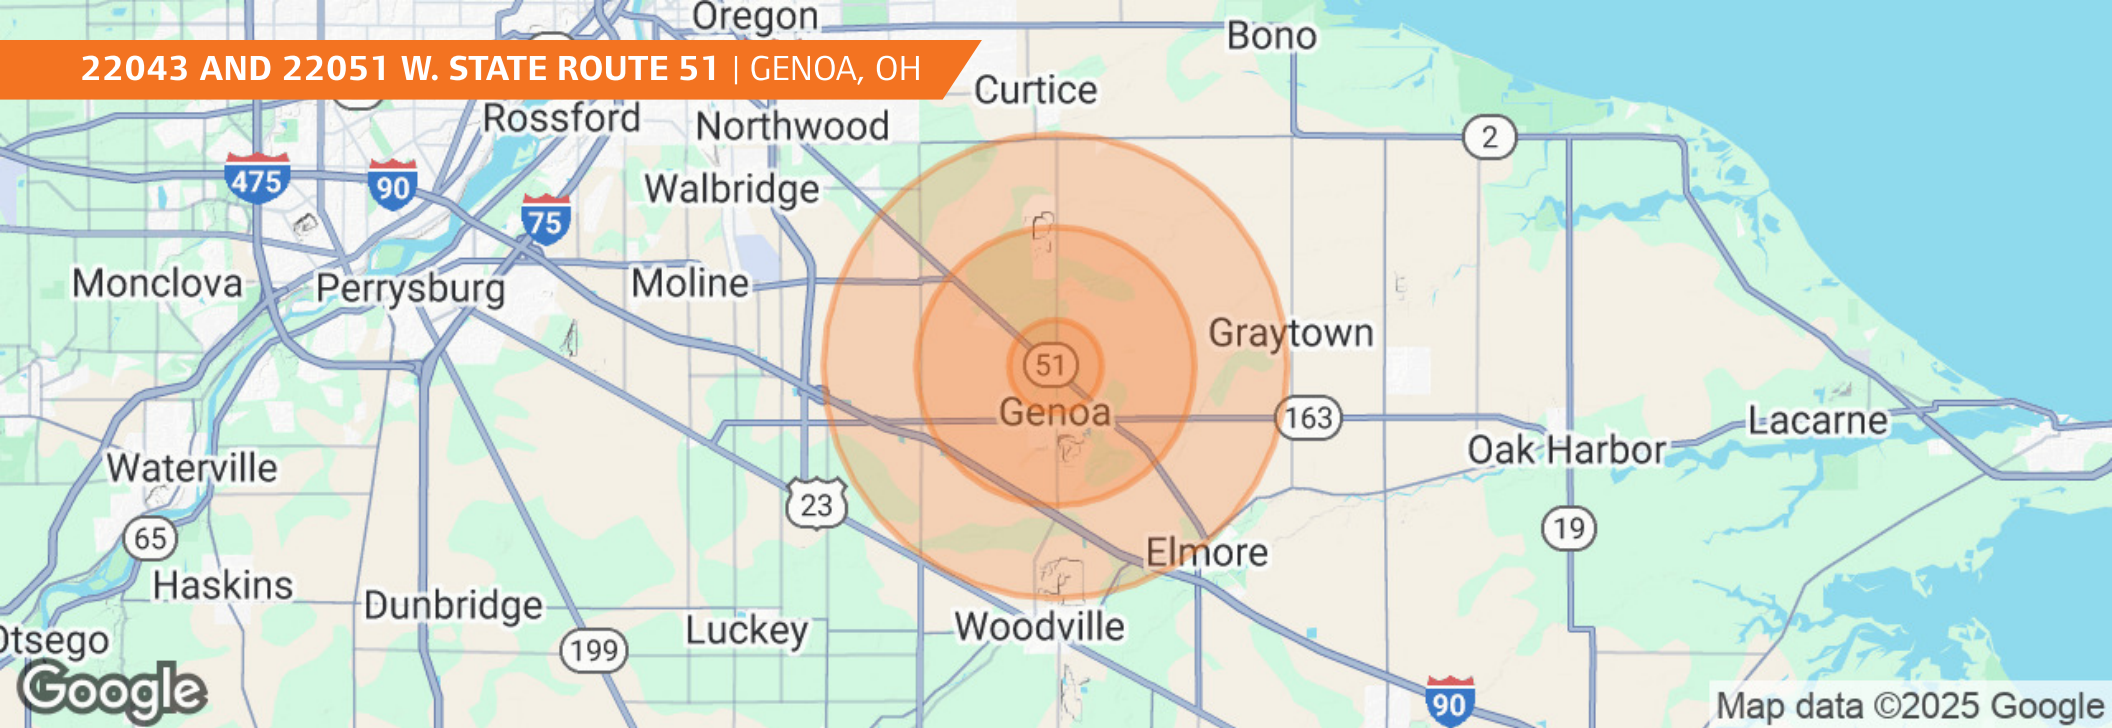 Oregon
Bono
22043 AND 22051 W. STATE ROUTE 51 | GENOA, OH
Curtice
Rossford
Northwood
2
475
90
Walbridge
75
Monclova
Perrysburg
Moline
Graytown
51
Genoa
163
Lacarne
Oak Harbor
Waterville
23
65
19
Elmore
Haskins
Dunbridge
Luckey
Woodville
Otsego
199
Google
90
Map data ©2025 Google